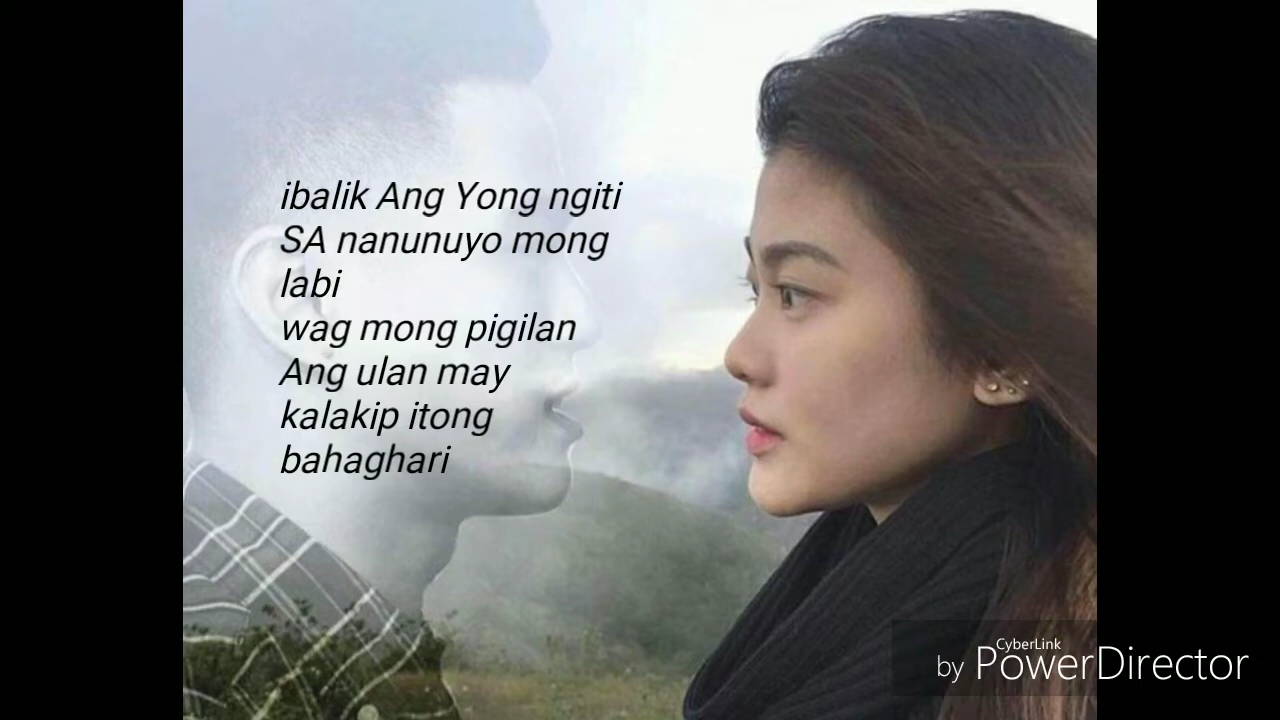 ibalik Ang Yong ngiti
SA nanunuyo mong
labi
wag mong pigilan
Ang ulan may
kalakip itong
bahaghari
CyberLink
by PowerDirector